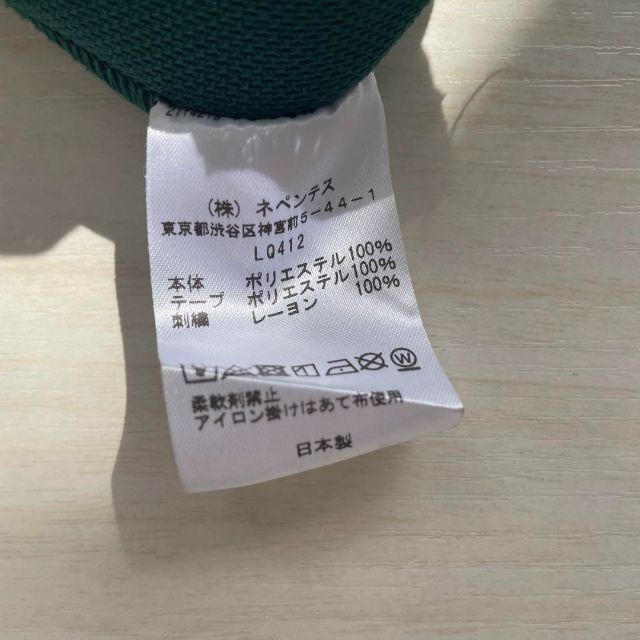 (株) ネペンテス
東京都渋谷区神宮前5-44-1
LQ412
本体 ポリエステル100%
テープ ポリエステル100%
刺繍 レーヨン 100%
柔軟剤禁止
アイロン掛けはあて布使用
日本製